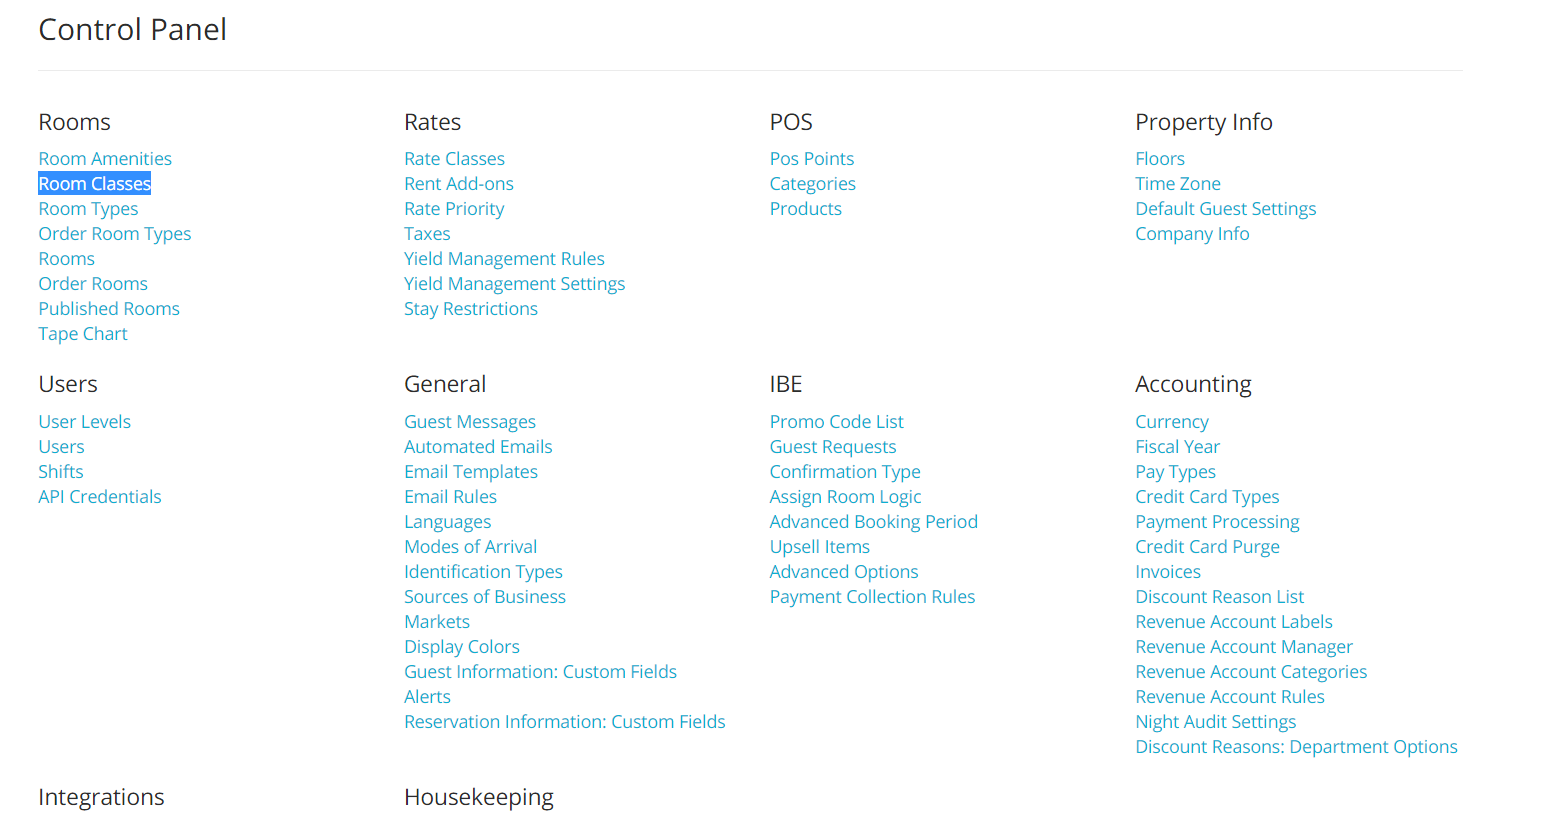 Control Panel
Rooms
Room Amenities
Room Classes
Room Types
Order Room Types
Rooms
Order Rooms
Published Rooms
Tape Chart
Rates
Rate Classes
Rent Add-ons
Rate Priority
Taxes
Yield Management Rules
Yield Management Settings
Stay Restrictions
POS
Pos Points
Categories
Products
Property Info
Floors
Time Zone
Default Guest Settings
Company Info
Users
User Levels
Users
Shifts
API Credentials
General
Guest Messages
Automated Emails
Email Templates
Email Rules
Languages
Modes of Arrival
Identification Types
Sources of Business
Markets
Display Colors
Guest Information: Custom Fields
Alerts
Reservation Information: Custom Fields
IBE
Promo Code List
Guest Requests
Confirmation Type
Assign Room Logic
Advanced Booking Period
Upsell Items
Advanced Options
Payment Collection Rules
Accounting
Currency
Fiscal Year
Pay Types
Credit Card Types
Payment Processing
Credit Card Purge
Invoices
Discount Reason List
Revenue Account Labels
Revenue Account Manager
Revenue Account Categories
Revenue Account Rules
Night Audit Settings
Discount Reasons: Department Options
Integrations
Housekeeping